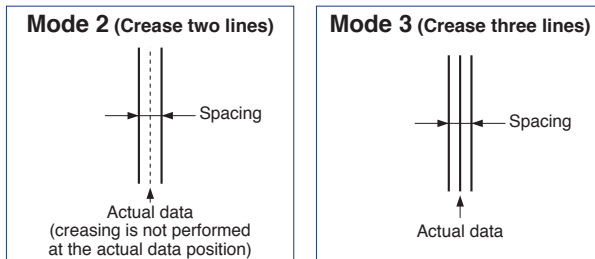 Mode 2 (Crease two lines)
Spacing
Actual data
(creasing is not performed
at the actual data position)
Mode 3 (Crease three lines)
Spacing
Actual data